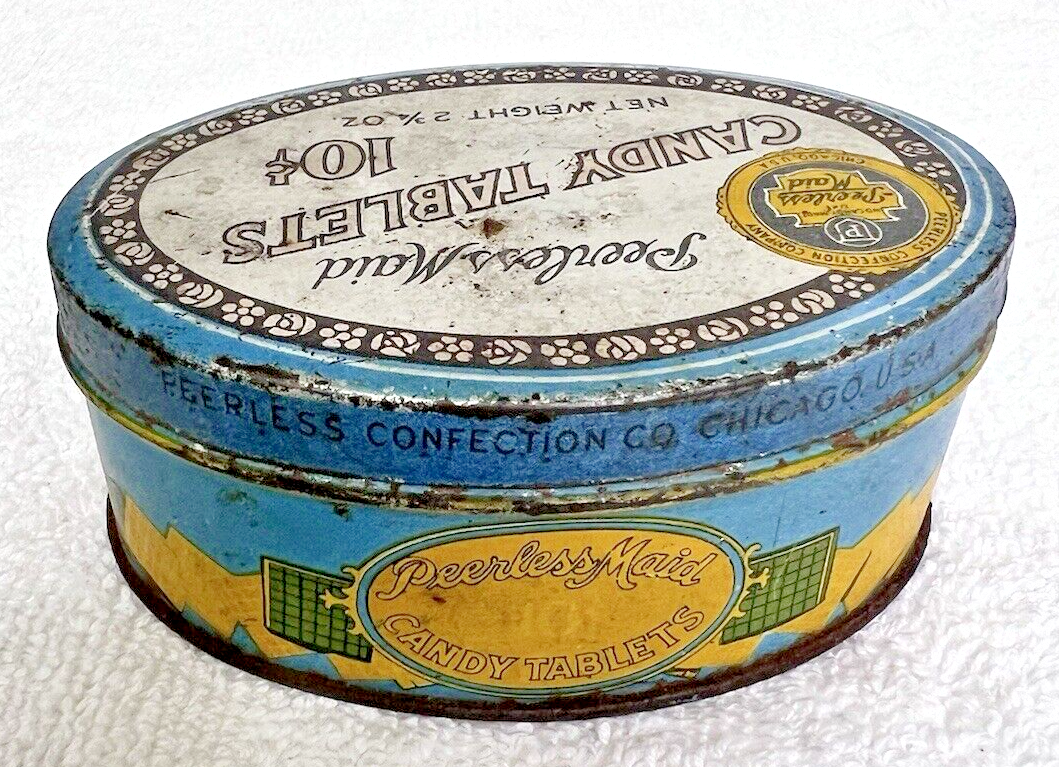 Peerless Maid
CANDY TABLETS
10¢
NET WEIGHT 2¾ OZ.
PEERLESS CONFECTION COMPANY
CHICAGO U.S.A.
P
Peerless
Maid
PEERLESS CONFECTION CO. CHICAGO U.S.A.
Peerless Maid
CANDY TABLETS